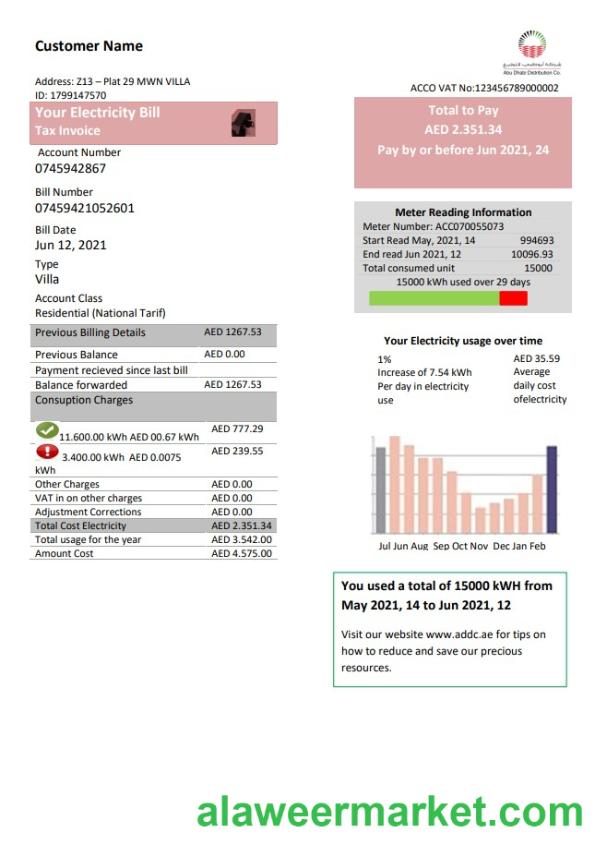 Customer Name
Address: Z13 – Plat 29 MWN VILLA
ID: 1799147570
Your Electricity Bill
Tax Invoice
Account Number
0745942867
Bill Number
07459421052601
Bill Date
Jun 12, 2021
Type
Villa
Account Class
Residential (National Tarif)
Previous Billing Details AED 1267.53
Previous Balance AED 0.00
Payment recieved since last bill
Balance forwarded AED 1267.53
Consuption Charges
11.600.00 kWh AED 00.67 kWh AED 777.29
3.400.00 kWh AED 0.0075 AED 239.55
kWh
Other Charges AED 0.00
VAT in on other charges AED 0.00
Adjustment Corrections AED 0.00
Total Cost Electricity AED 2.351.34
Total usage for the year AED 3.542.00
Amount Cost AED 4.575.00
شركة أبوظبي للتوزيع
Abu Dhabi Distribution Co.
ACCO VAT No:123456789000002
Total to Pay
AED 2.351.34
Pay by or before Jun 2021, 24
Meter Reading Information
Meter Number: ACC070055073
Start Read May, 2021, 14 994693
End read Jun 2021, 12 10096.93
Total consumed unit 15000
15000 kWh used over 29 days
Your Electricity usage over time
1% AED 35.59
Increase of 7.54 kWh Average
Per day in electricity daily cost
use ofelectricity
Jul Jun Aug Sep Oct Nov Dec Jan Feb
You used a total of 15000 kWH from
May 2021, 14 to Jun 2021, 12
Visit our website www.addc.ae for tips on
how to reduce and save our precious
resources.
alaweermarket.com